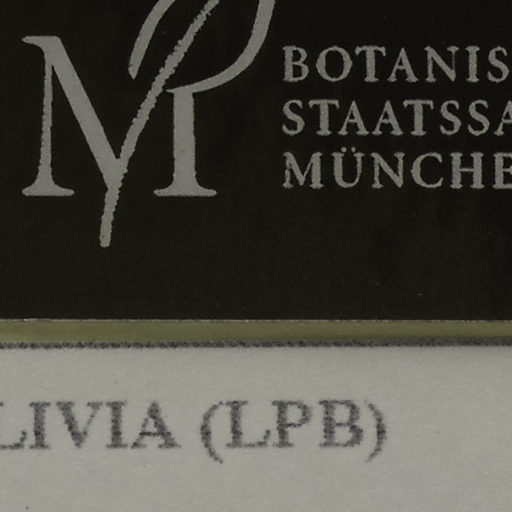 M
BOTANIS
STAATSSA
MÜNCHE
LIVIA (LPB)